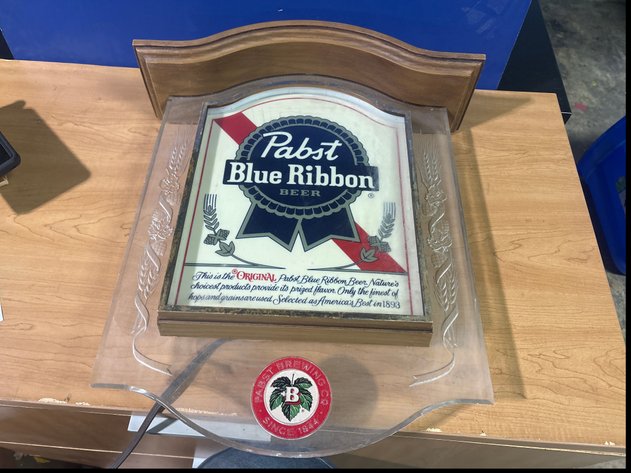 Pabst
Blue Ribbon
BEER
®
This is the ORIGINAL Pabst Blue Ribbon Beer. Nature's
choicest products provide its prized flavor. Only the finest of
hops and grains are used. Selected as America's Best in 1893
PABST BREWING CO.
B
SINCE 1844